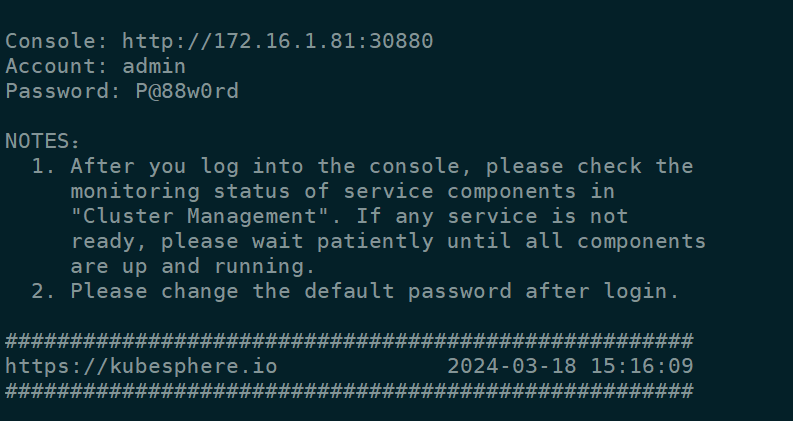 Console: http://172.16.1.81:30880
Account: admin
Password: P@88w0rd
NOTES：
1. After you log into the console, please check the
monitoring status of service components in
"Cluster Management". If any service is not
ready, please wait patiently until all components
are up and running.
2. Please change the default password after login.
#####################################################
https://kubesphere.io             2024-03-18 15:16:09
#####################################################